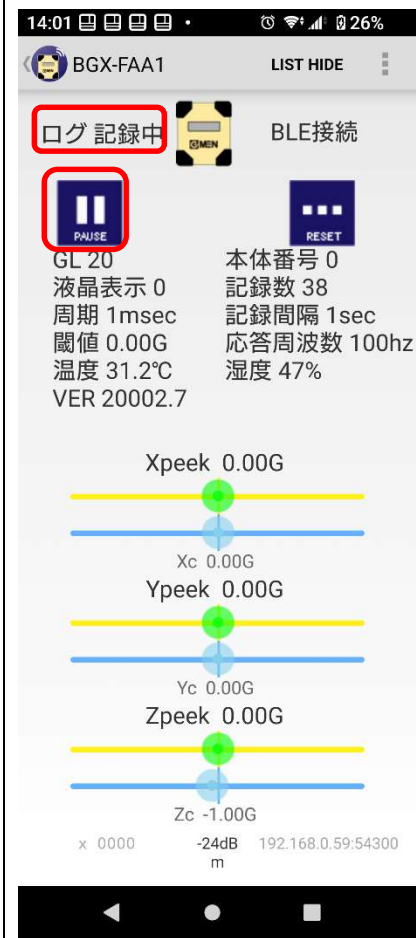 14:01 26%
BGX-FAA1 LIST HIDE
ログ 記録中 GMEN BLE接続
PAUSE RESET
GL 20 本体番号 0
液晶表示 0 記録数 38
周期 1msec 記録間隔 1sec
閾値 0.00G 応答周波数 100hz
温度 31.2℃ 湿度 47%
VER 20002.7
Xpeek 0.00G
Xc 0.00G
Ypeek 0.00G
Yc 0.00G
Zpeek 0.00G
Zc -1.00G
x 0000 -24dB 192.168.0.59:54300
m